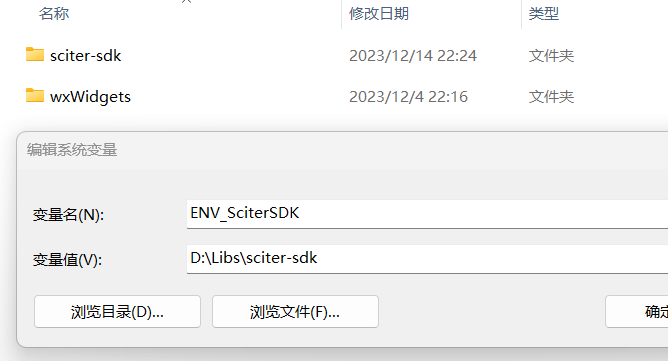 名称 修改日期 类型
sciter-sdk 2023/12/14 22:24 文件夹
wxWidgets 2023/12/4 22:16 文件夹
编辑系统变量
变量名(N): ENV_SciterSDK
变量值(V): D:\Libs\sciter-sdk
浏览目录(D)... 浏览文件(F)... 确定